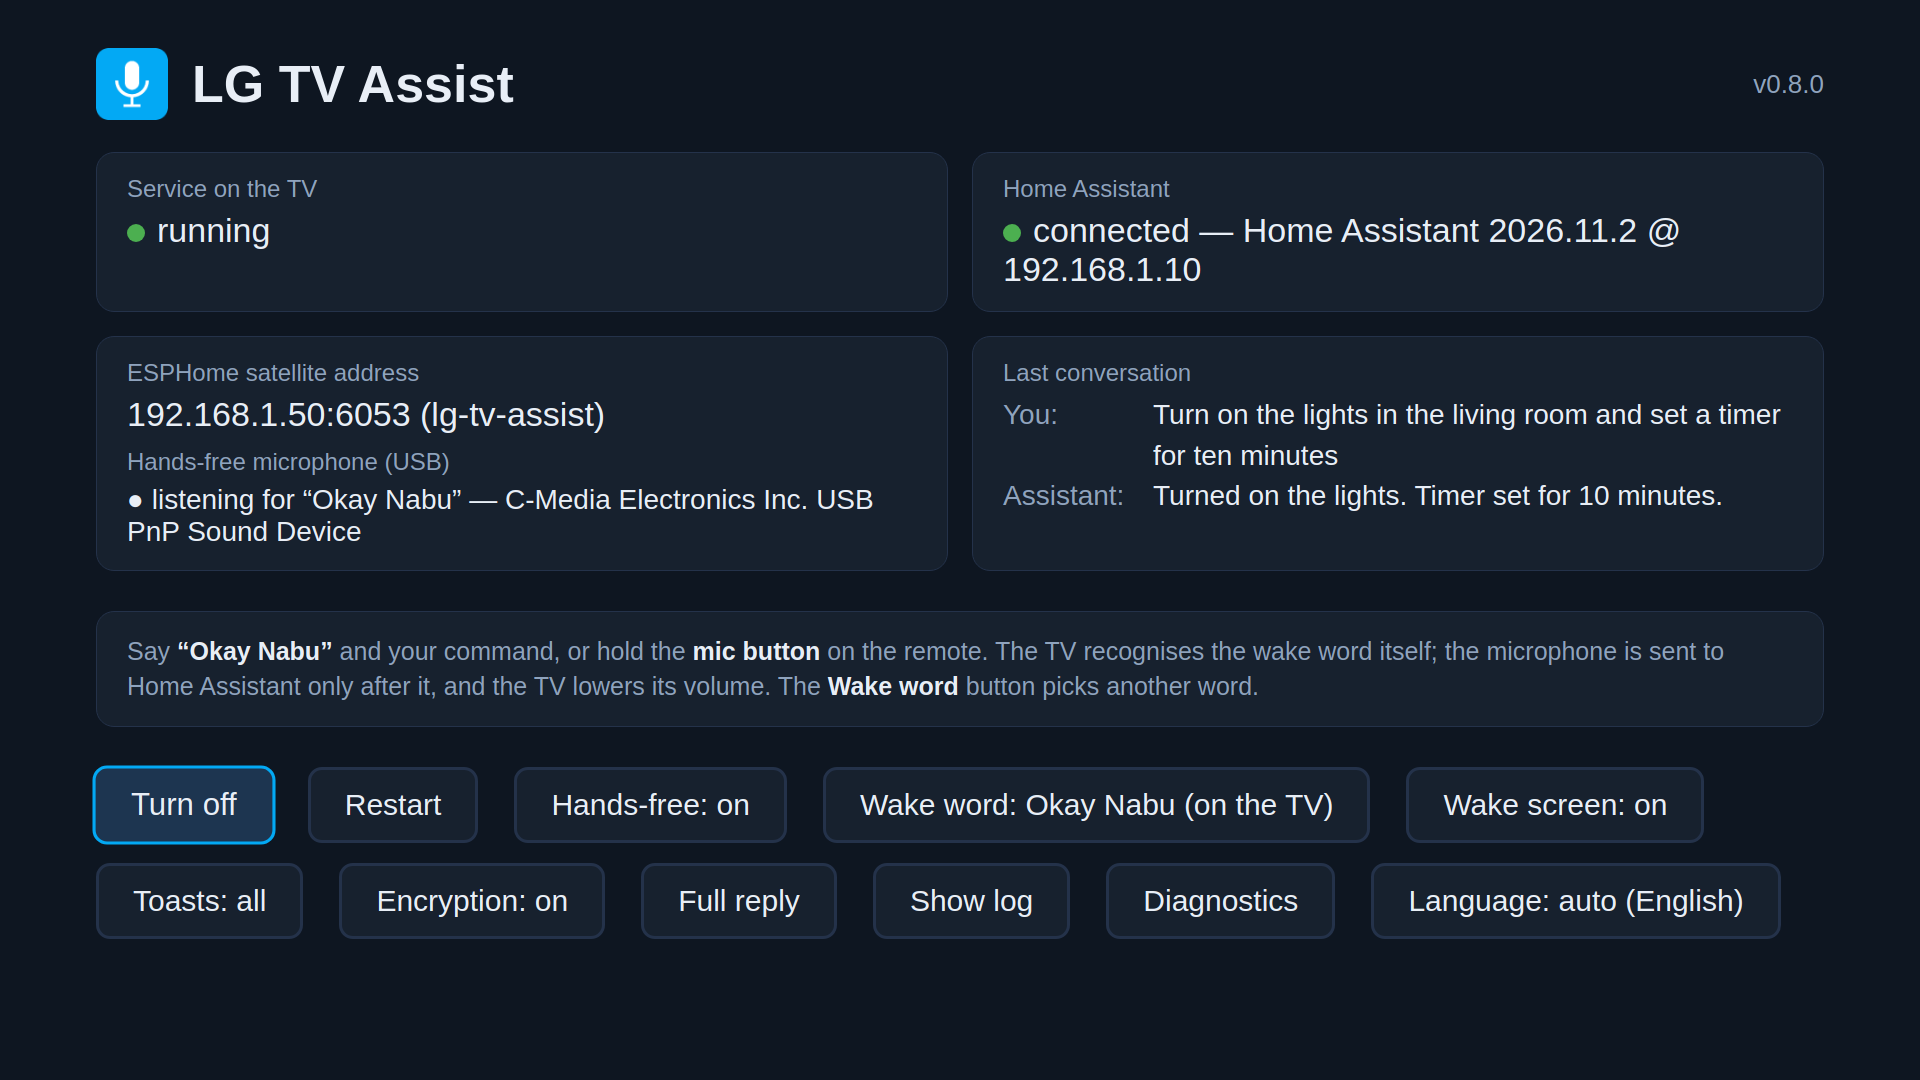 LG TV Assist
v0.8.0
Service on the TV
running
Home Assistant
connected — Home Assistant 2026.11.2 @
192.168.1.10
ESPHome satellite address
192.168.1.50:6053 (lg-tv-assist)
Hands-free microphone (USB)
● listening for “Okay Nabu” — C-Media Electronics Inc. USB
PnP Sound Device
Last conversation
You: Turn on the lights in the living room and set a timer
for ten minutes
Assistant: Turned on the lights. Timer set for 10 minutes.
Say “Okay Nabu” and your command, or hold the mic button on the remote. The TV recognises the wake word itself; the microphone is sent to
Home Assistant only after it, and the TV lowers its volume. The Wake word button picks another word.
Turn off
Restart
Hands-free: on
Wake word: Okay Nabu (on the TV)
Wake screen: on
Toasts: all
Encryption: on
Full reply
Show log
Diagnostics
Language: auto (English)